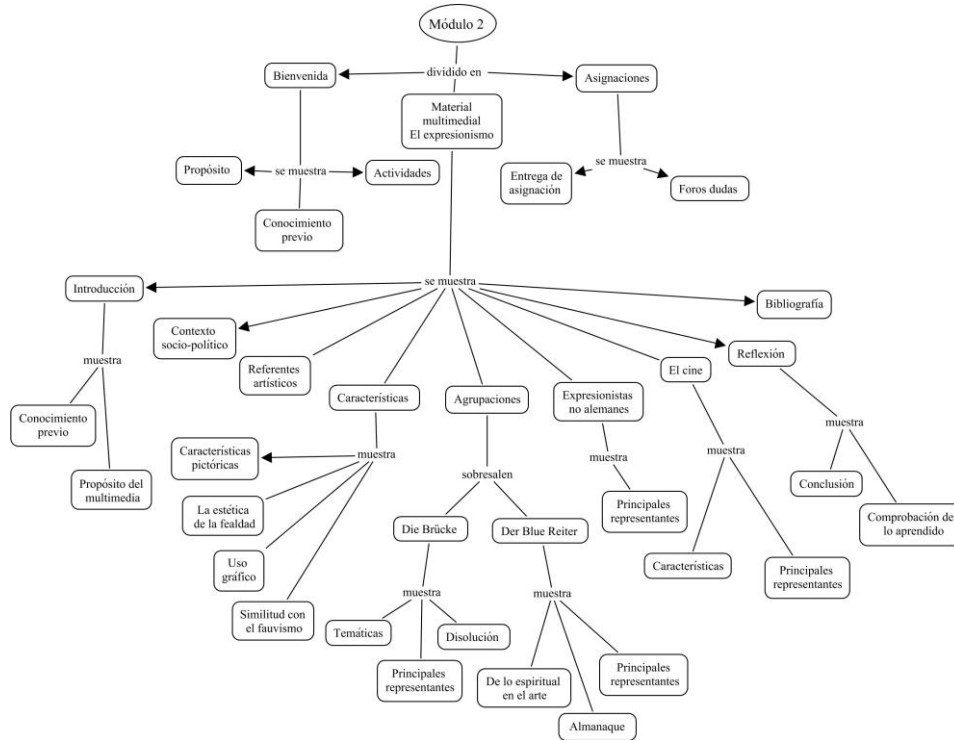 Módulo 2
Bienvenida
dividido en
Asignaciones
Material
multimedial
El expresionismo
Propósito
se muestra
Actividades
Conocimiento
previo
se muestra
Entrega de
asignación
Foros dudas
se muestra
Introducción
Bibliografía
Contexto
socio-político
Referentes
artísticos
Características
Agrupaciones
Expresionistas
no alemanes
El cine
Reflexión
muestra
Conocimiento
previo
Propósito del
multimedia
muestra
Características
pictóricas
La estética
de la fealdad
Uso
gráfico
Similitud con
el fauvismo
sobresalen
Die Brücke
Der Blue Reiter
muestra
Principales
representantes
muestra
Características
Principales
representantes
muestra
Conclusión
Comprobación de
lo aprendido
muestra
Temáticas
Disolución
Principales
representantes
muestra
De lo espiritual
en el arte
Almanaque
Principales
representantes